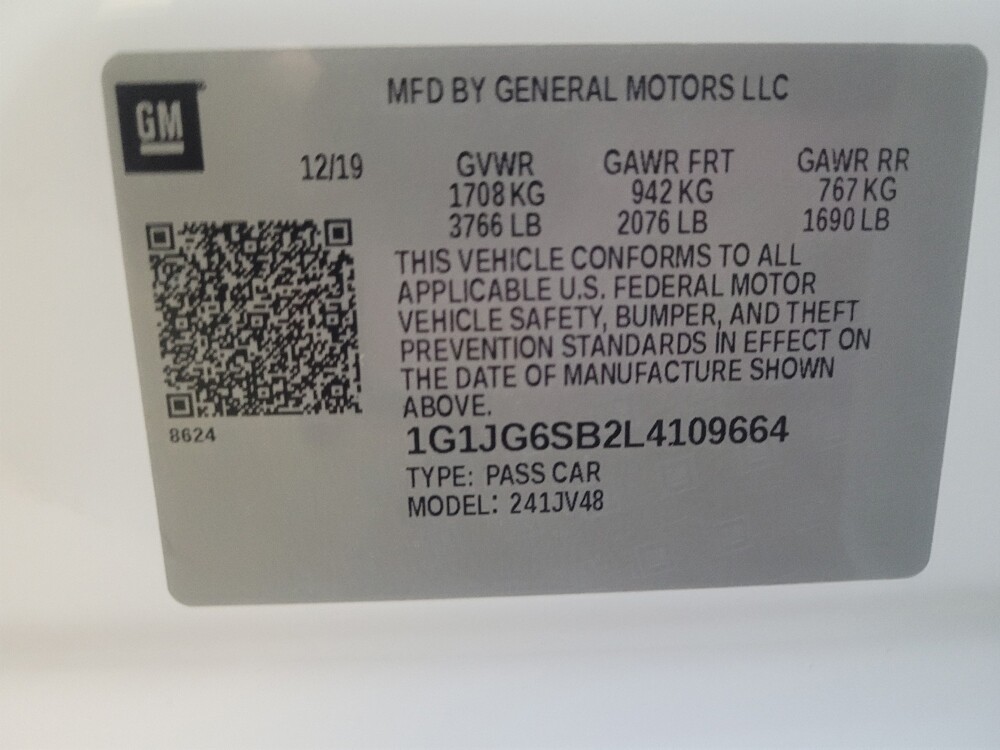 GM
MFD BY GENERAL MOTORS LLC
12/19
GVWR GAWR FRT GAWR RR
1708 KG 942 KG 767 KG
3766 LB 2076 LB 1690 LB
THIS VEHICLE CONFORMS TO ALL
APPLICABLE U.S. FEDERAL MOTOR
VEHICLE SAFETY, BUMPER, AND THEFT
PREVENTION STANDARDS IN EFFECT ON
THE DATE OF MANUFACTURE SHOWN
ABOVE.
8624
1G1JG6SB2L4109664
TYPE: PASS CAR
MODEL: 241JV48